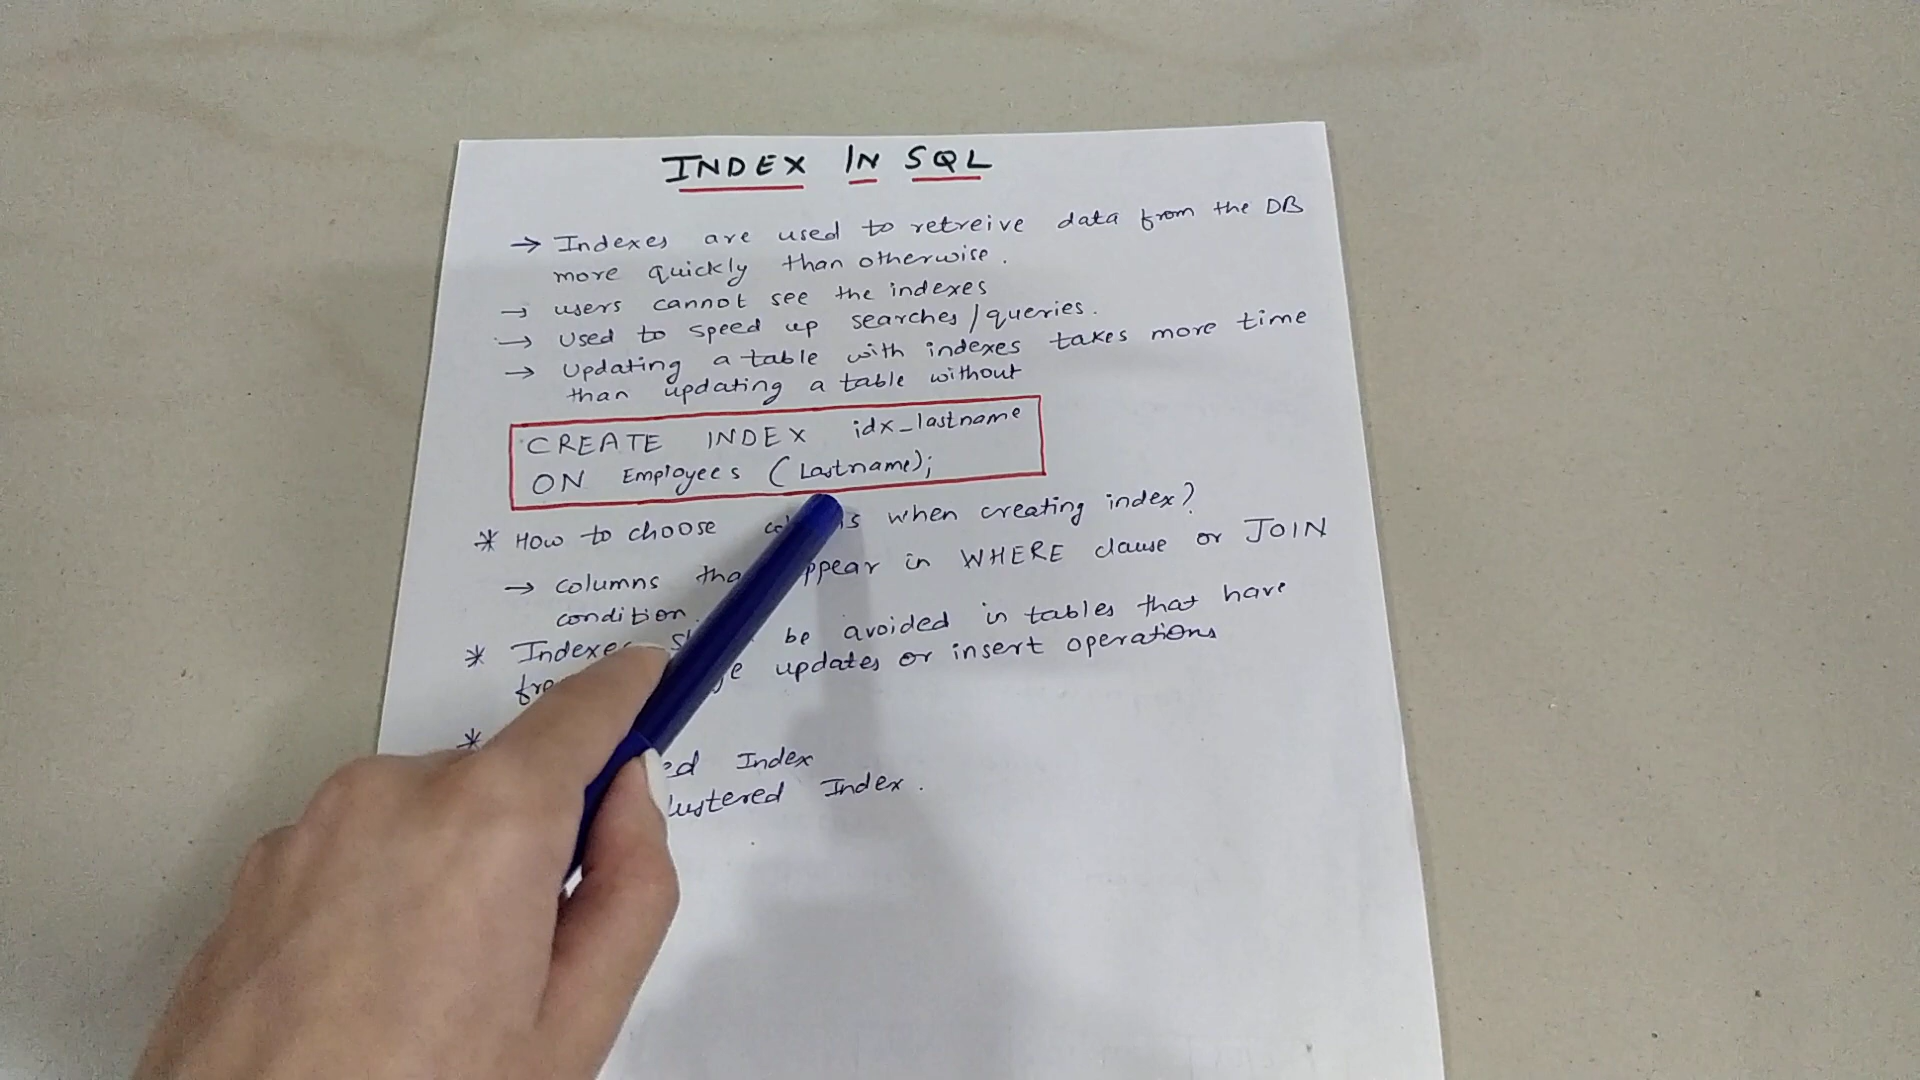 INDEX IN SQL
→ Indexes are used to retreive data from the DB
more quickly than otherwise.
→ users cannot see the indexes
→ Used to speed up searches/queries.
→ Updating a table with indexes takes more time
than updating a table without
CREATE INDEX idx_lastname
ON Employees (Lastname);
* How to choose when creating index?
→ columns in WHERE clause or JOIN
condition.
* be avoided in tables that have
updates or insert operations
*
Index
Index.